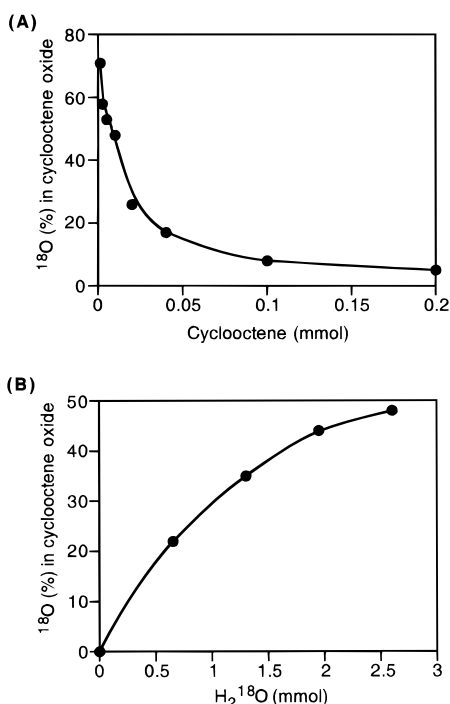 (A)
80
60
40
20
0
¹⁸O (%) in cyclooctene oxide
0 0.05 0.1 0.15 0.2
Cyclooctene (mmol)
(B)
50
40
30
20
10
0
¹⁸O (%) in cyclooctene oxide
0 0.5 1 1.5 2 2.5 3
H₂¹⁸O (mmol)